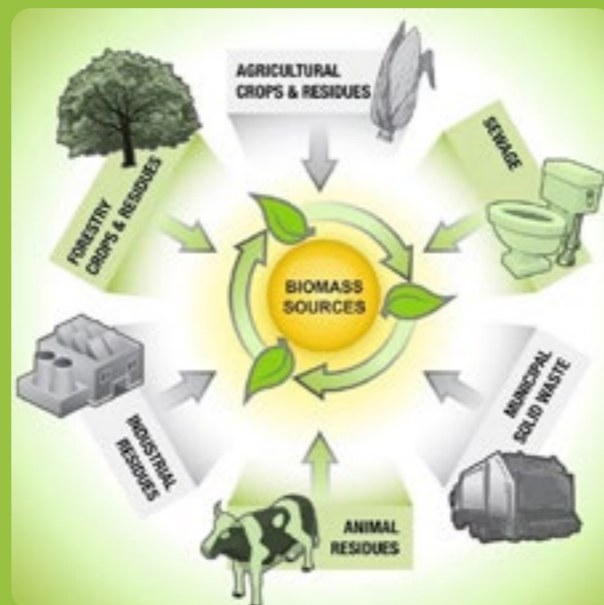 AGRICULTURAL
CROPS & RESIDUES
SEWAGE
MUNICIPAL
SOLID WASTE
ANIMAL
RESIDUES
INDUSTRIAL
RESIDUES
FORESTRY
CROPS & RESIDUES
BIOMASS
SOURCES